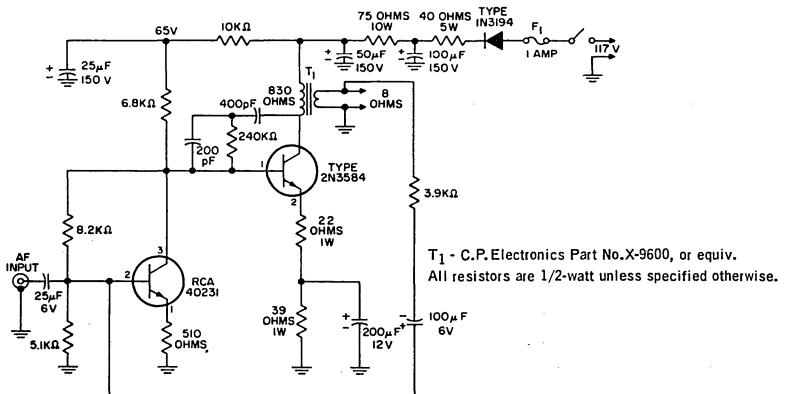 75 OHMS
10W
40 OHMS
5W
TYPE
1N3194
F1
1 AMP
117V
65V
10KΩ
+
-
25µF
150V
+
-
50µF
150V
+
-
100µF
150V
T1
830
OHMS
8
OHMS
6.8KΩ
400pF
240KΩ
200
pF
1
TYPE
2N3584
2
3.9KΩ
8.2KΩ
22
OHMS
1W
T1 - C.P. Electronics Part No. X-9600, or equiv.
All resistors are 1/2-watt unless specified otherwise.
AF
INPUT
25µF
6V
3
2
RCA
40231
1
5.1KΩ
510
OHMS
39
OHMS
1W
+
-
200µF
12V
-
+
100µF
6V